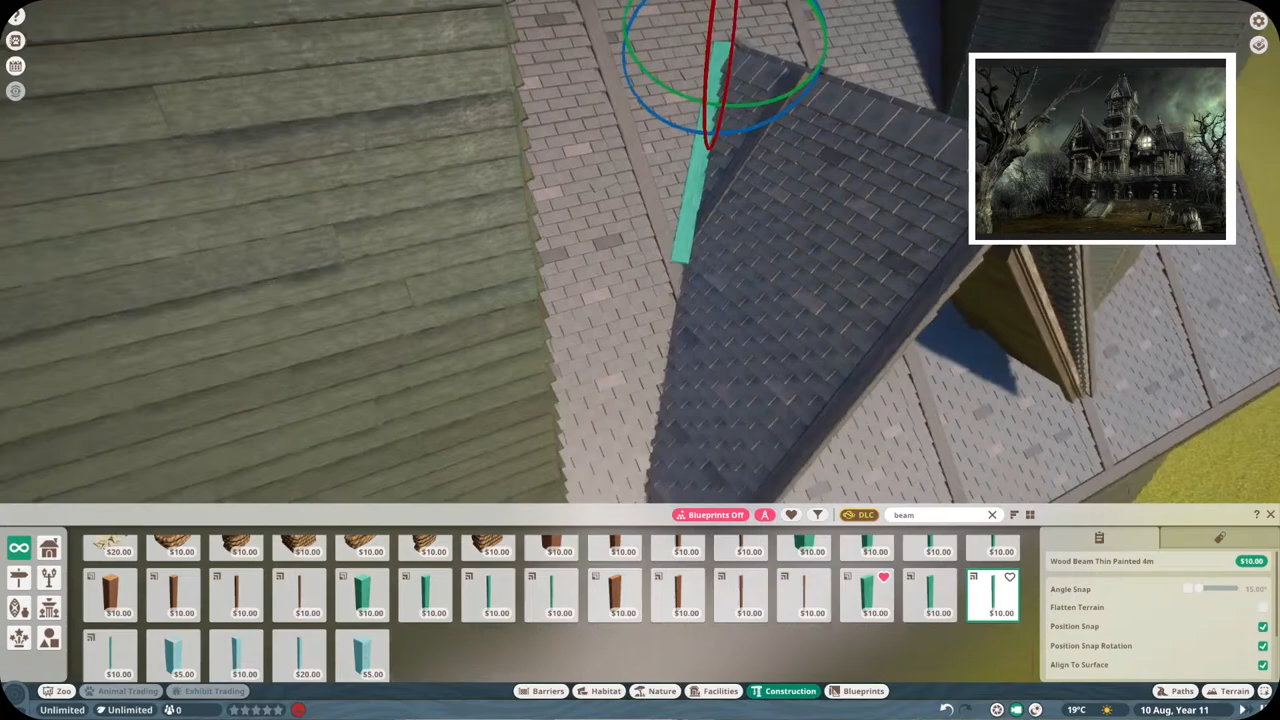 Blueprints Off
DLC
beam
$20.00 $10.00 $10.00 $10.00 $10.00 $10.00 $10.00 $10.00 $10.00 $10.00 $10.00 $10.00 $10.00 $10.00 $10.00
$10.00 $10.00 $10.00 $10.00 $10.00 $10.00 $10.00 $10.00 $10.00 $10.00 $10.00 $10.00 $10.00 $10.00 $10.00
$10.00 $5.00 $10.00 $20.00 $5.00
Wood Beam Thin Painted 4m $10.00
Angle Snap 15.00°
Flatten Terrain
Position Snap
Position Snap Rotation
Align To Surface
Zoo Animal Trading Exhibit Trading Barriers Habitat Nature Facilities Construction Blueprints Paths Terrain
Unlimited Unlimited 0 19°C 10 Aug, Year 11